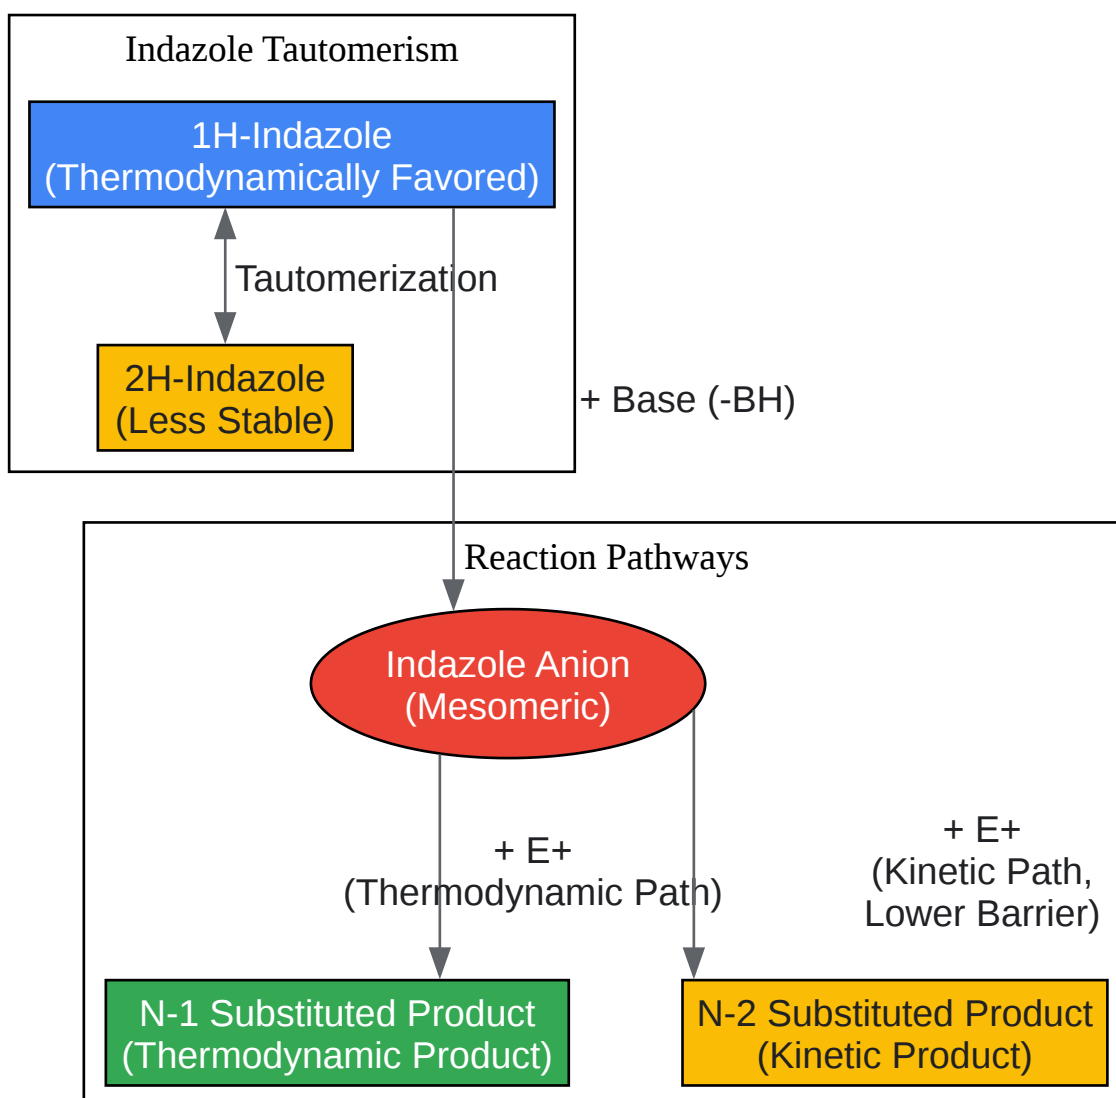 Indazole Tautomerism
1H-Indazole
(Thermodynamically Favored)
Tautomerization
2H-Indazole
(Less Stable)
+ Base (-BH)
Reaction Pathways
Indazole Anion
(Mesomeric)
+ E+
(Thermodynamic Path)
+ E+
(Kinetic Path,
Lower Barrier)
N-1 Substituted Product
(Thermodynamic Product)
N-2 Substituted Product
(Kinetic Product)